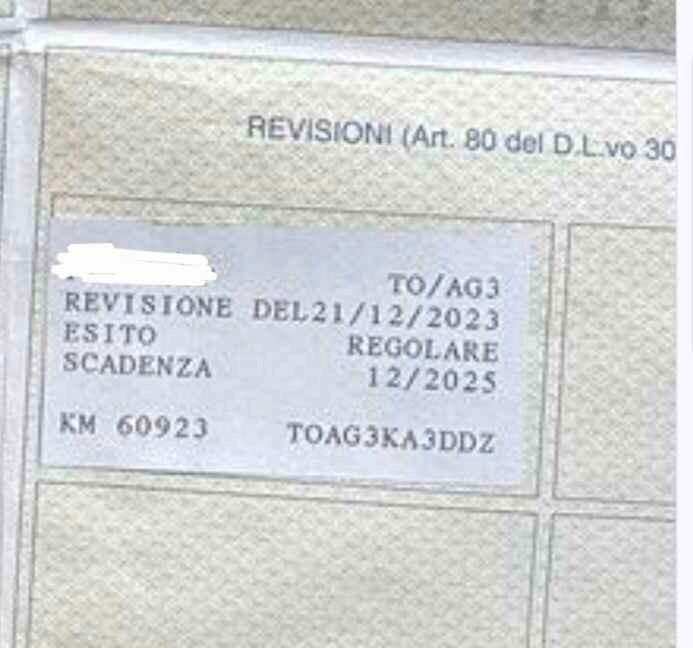 REVISIONI (Art. 80 del D.L.vo 30
TO/AG3
REVISIONE DEL21/12/2023
ESITO REGOLARE
SCADENZA 12/2025
KM 60923 TOAG3KA3DDZ